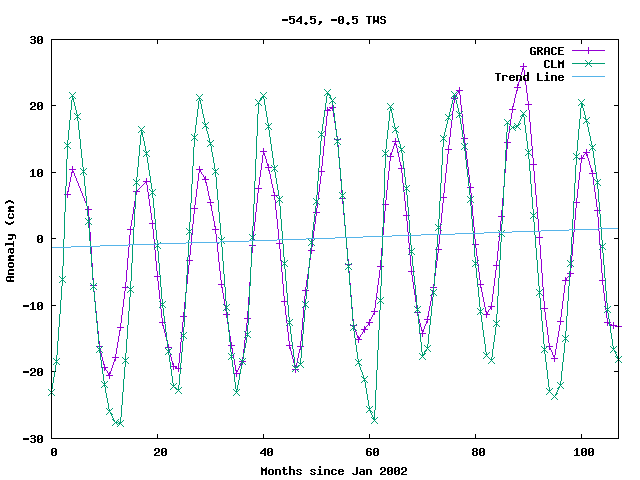 -54.5, -0.5 TWS
GRACE
CLM
Trend Line
30
20
10
0
-10
-20
-30
Anomaly (cm)
0 20 40 60 80 100
Months since Jan 2002